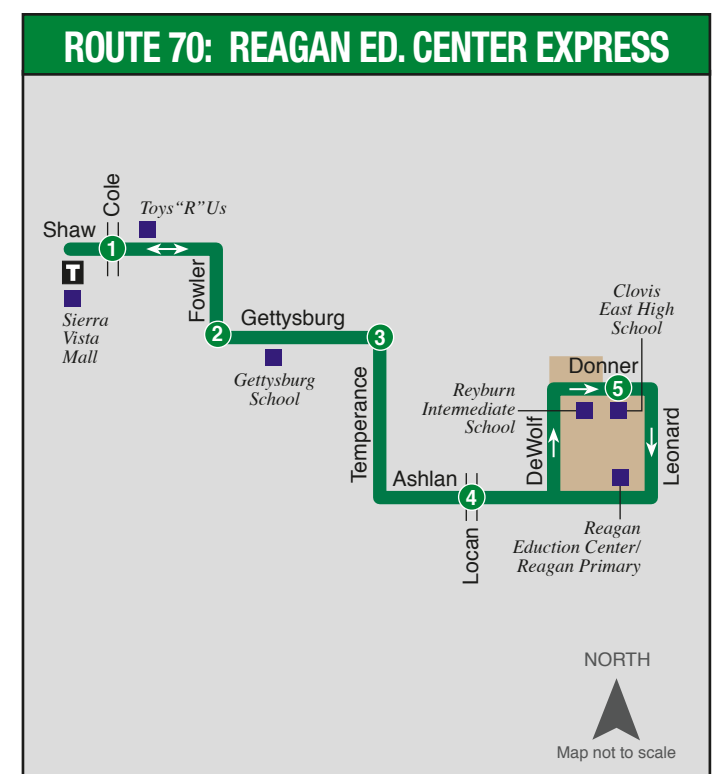 ROUTE 70: REAGAN ED. CENTER EXPRESS
Cole
Toys“R”Us
Shaw
1
T
Sierra
Vista
Mall
Fowler
2
Gettysburg
3
Gettysburg
School
Temperance
Clovis
East High
School
Donner
5
Reyburn
Intermediate
School
DeWolf
Leonard
Ashlan
4
Locan
Reagan
Eduction Center/
Reagan Primary
NORTH
Map not to scale